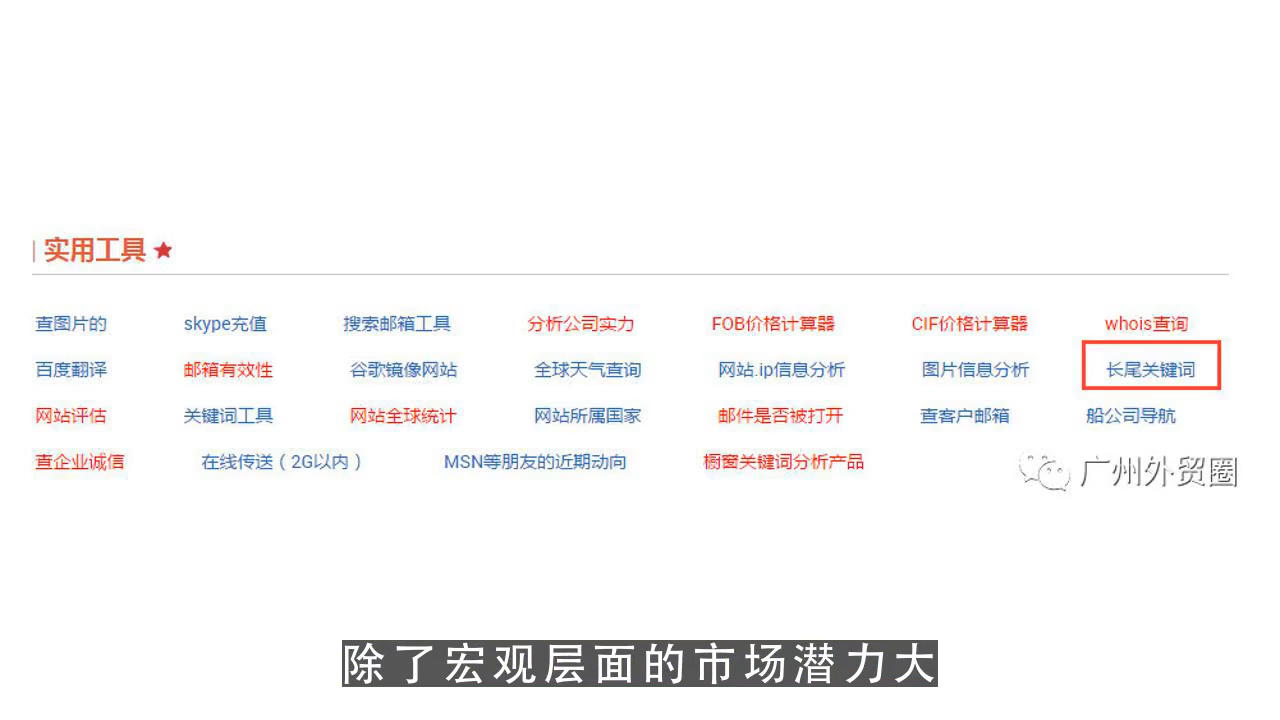 实用工具
查图片的 skype充值 搜索邮箱工具 分析公司实力 FOB价格计算器 CIF价格计算器 whois查询
百度翻译 邮箱有效性 谷歌镜像网站 全球天气查询 网站.ip信息分析 图片信息分析 长尾关键词
网站评估 关键词工具 网站全球统计 网站所属国家 邮件是否被打开 查客户邮箱 船公司导航
查企业诚信 在线传送（2G以内） MSN等朋友的近期动向 橱窗关键词分析产品
广州外贸圈
除了宏观层面的市场潜力大